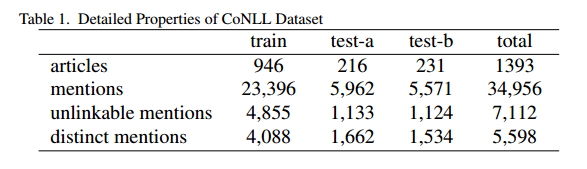 Table 1. Detailed Properties of CoNLL Dataset
train test-a test-b total
articles 946 216 231 1393
mentions 23,396 5,962 5,571 34,956
unlinkable mentions 4,855 1,133 1,124 7,112
distinct mentions 4,088 1,662 1,534 5,598